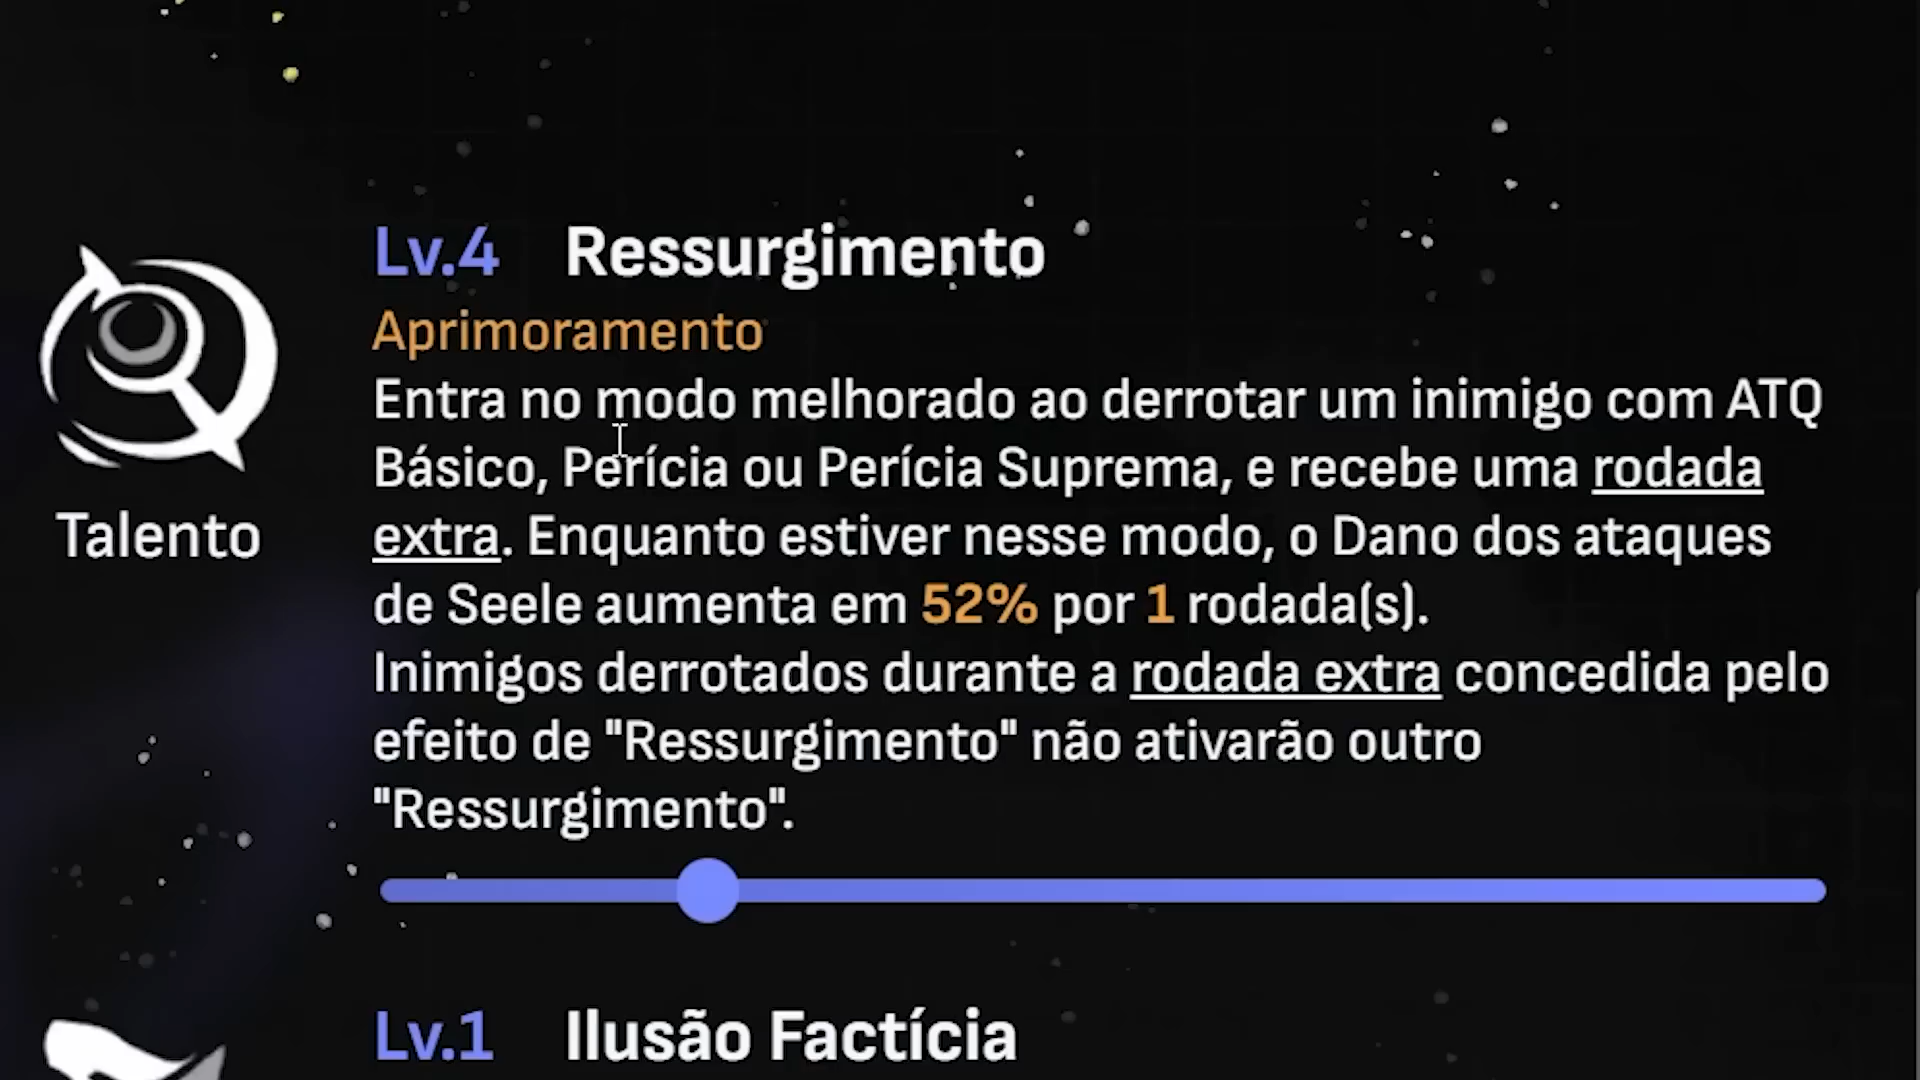 Lv.4 Ressurgimento
Aprimoramento
Entra no modo melhorado ao derrotar um inimigo com ATQ
Básico, Perícia ou Perícia Suprema, e recebe uma rodada
extra. Enquanto estiver nesse modo, o Dano dos ataques
de Seele aumenta em 52% por 1 rodada(s).
Inimigos derrotados durante a rodada extra concedida pelo
efeito de "Ressurgimento" não ativarão outro
"Ressurgimento".
Talento
Lv.1 Ilusão Factícia